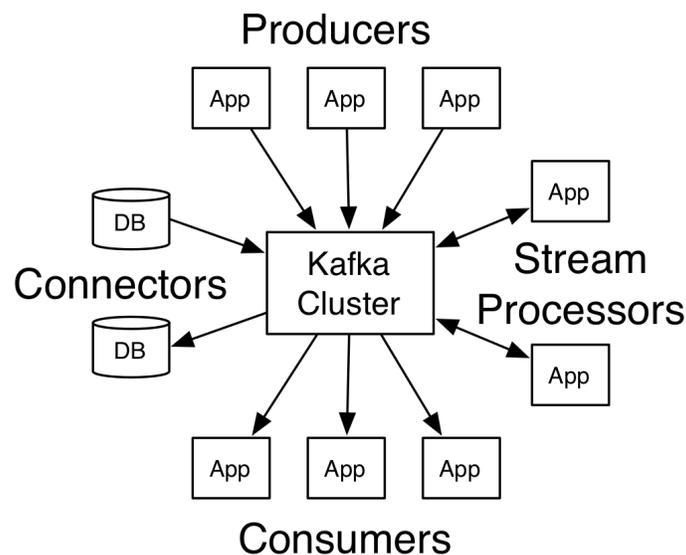 Producers
App
App
App
App
DB
Kafka
Cluster
Stream
Processors
Connectors
DB
App
App
App
App
Consumers